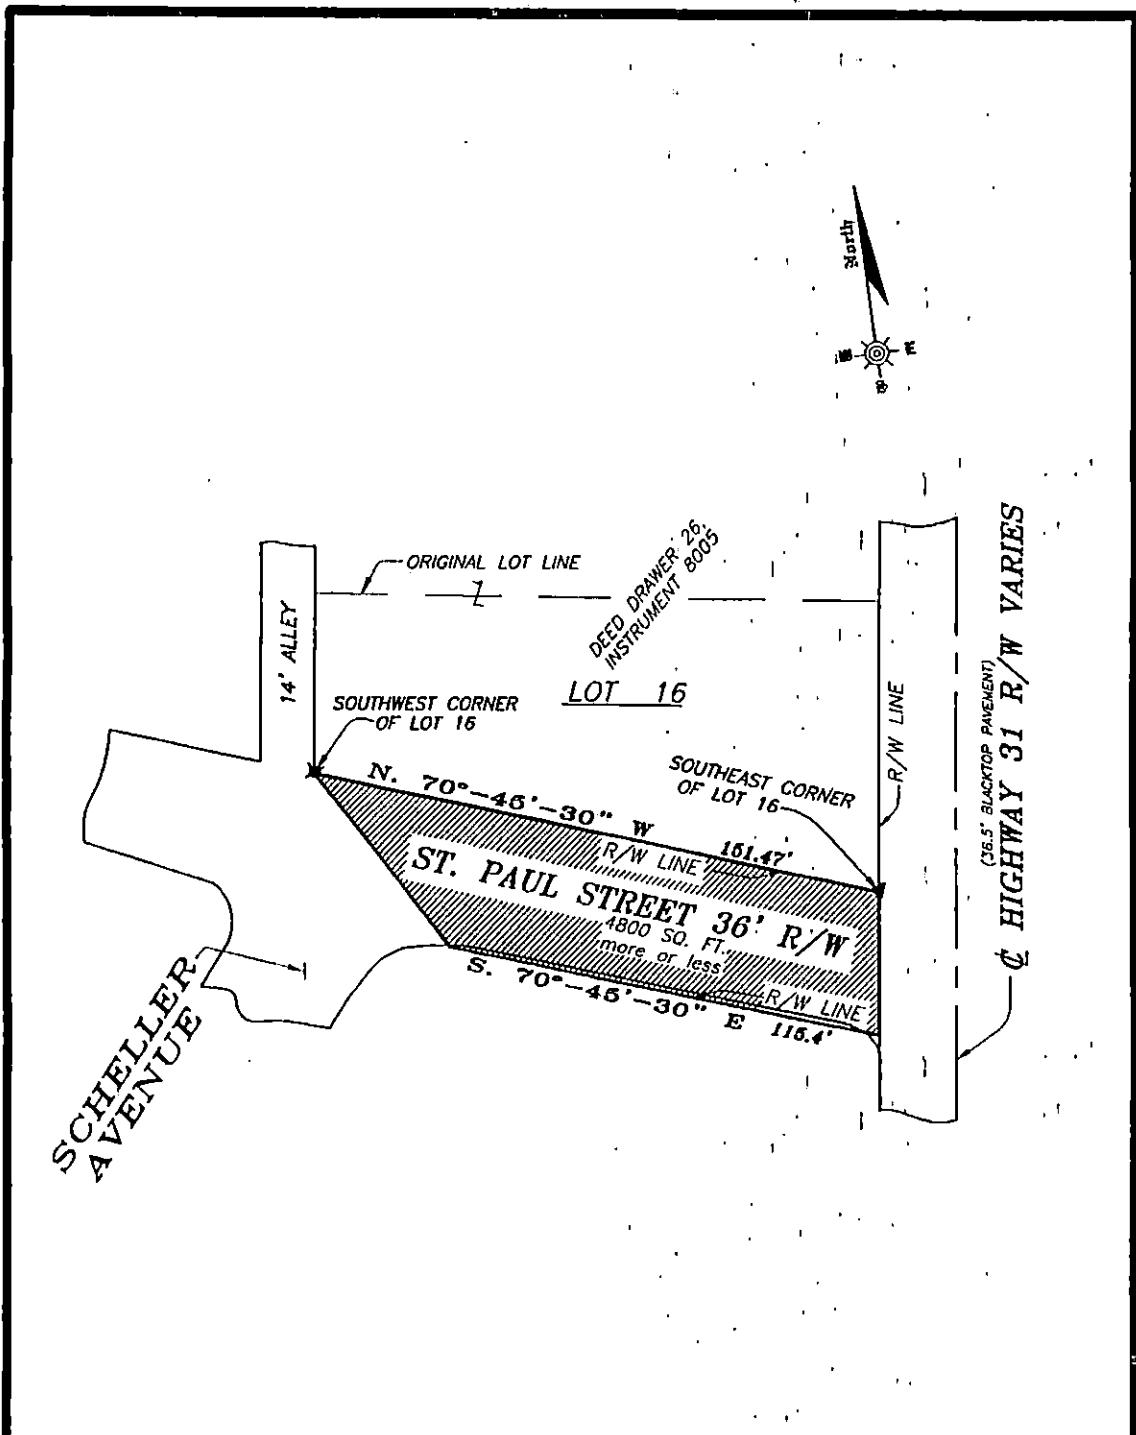 North
W
E
S
ORIGINAL LOT LINE
DEED DRAWER 26,
INSTRUMENT 8005
14' ALLEY
LOT 16
SOUTHWEST CORNER
OF LOT 16
SOUTHEAST CORNER
OF LOT 16
R/W LINE
(36.5' BLACKTOP PAVEMENT)
℄ HIGHWAY 31 R/W VARIES
N. 70°-45'-30" W 151.47'
R/W LINE
ST. PAUL STREET 36' R/W
4800 SQ. FT.
more or less
R/W LINE
S. 70°-45'-30" E 115.4'
SCHELLER
AVENUE